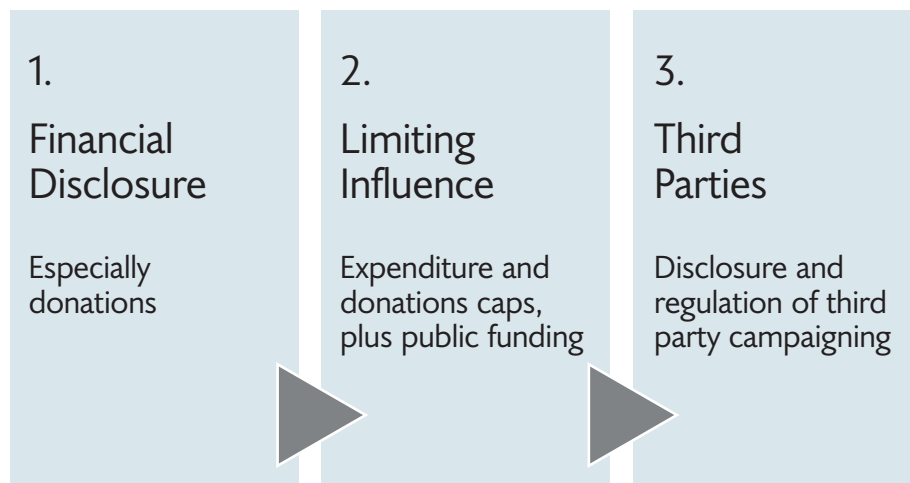 1.
Financial
Disclosure
Especially
donations
2.
Limiting
Influence
Expenditure and
donations caps,
plus public funding
3.
Third
Parties
Disclosure and
regulation of third
party campaigning